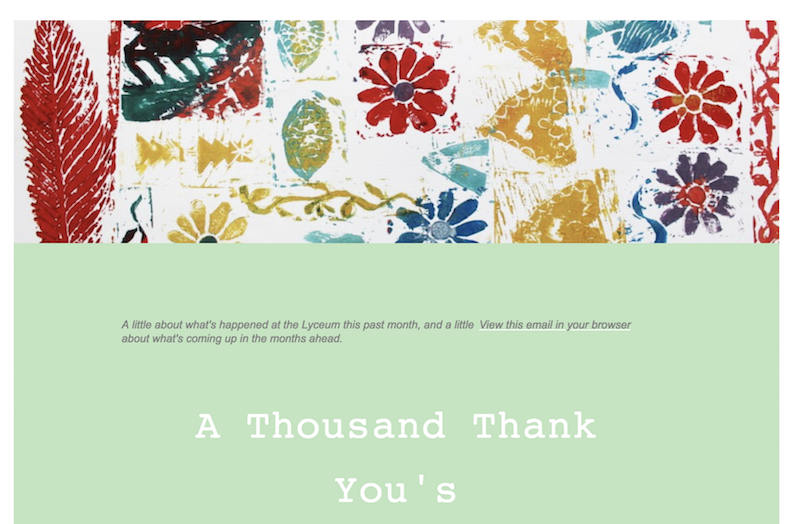 A little about what's happened at the Lyceum this past month, and a little
about what's coming up in the months ahead.
View this email in your browser
A Thousand Thank
You's